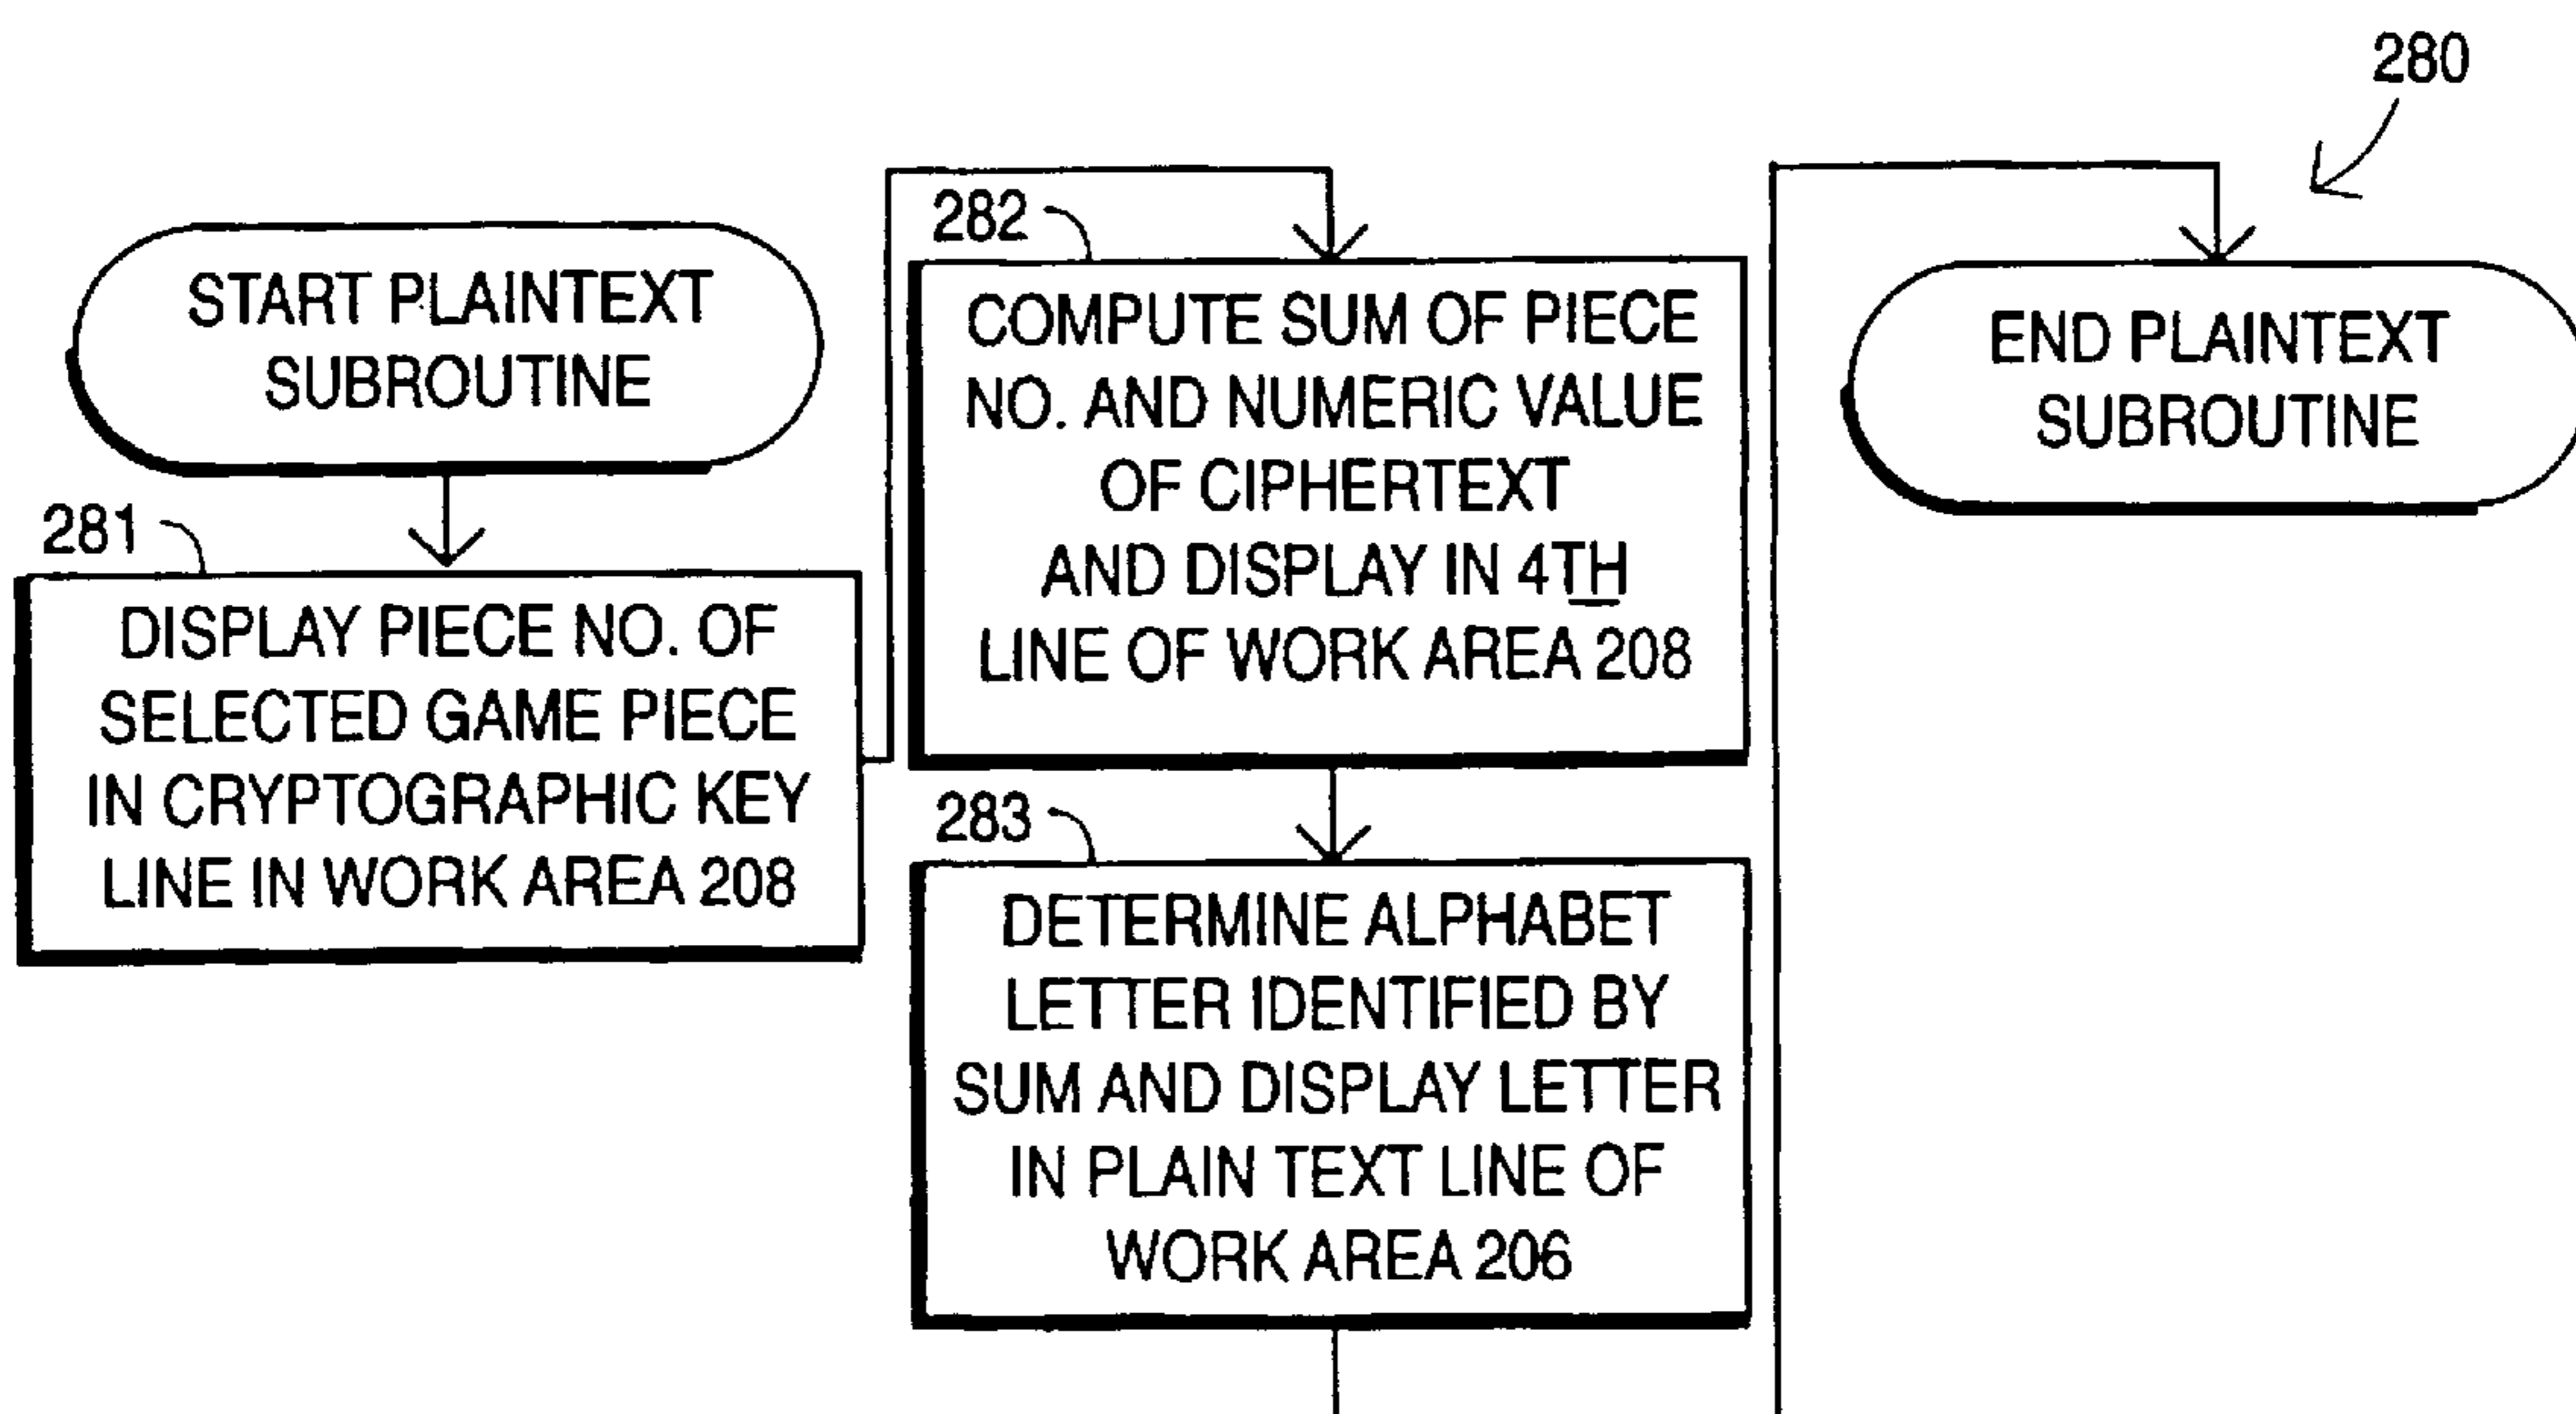 280
START PLAINTEXT
SUBROUTINE
281
DISPLAY PIECE NO. OF
SELECTED GAME PIECE
IN CRYPTOGRAPHIC KEY
LINE IN WORK AREA 208
282
COMPUTE SUM OF PIECE
NO. AND NUMERIC VALUE
OF CIPHERTEXT
AND DISPLAY IN 4TH
LINE OF WORK AREA 208
283
DETERMINE ALPHABET
LETTER IDENTIFIED BY
SUM AND DISPLAY LETTER
IN PLAIN TEXT LINE OF
WORK AREA 206
END PLAINTEXT
SUBROUTINE